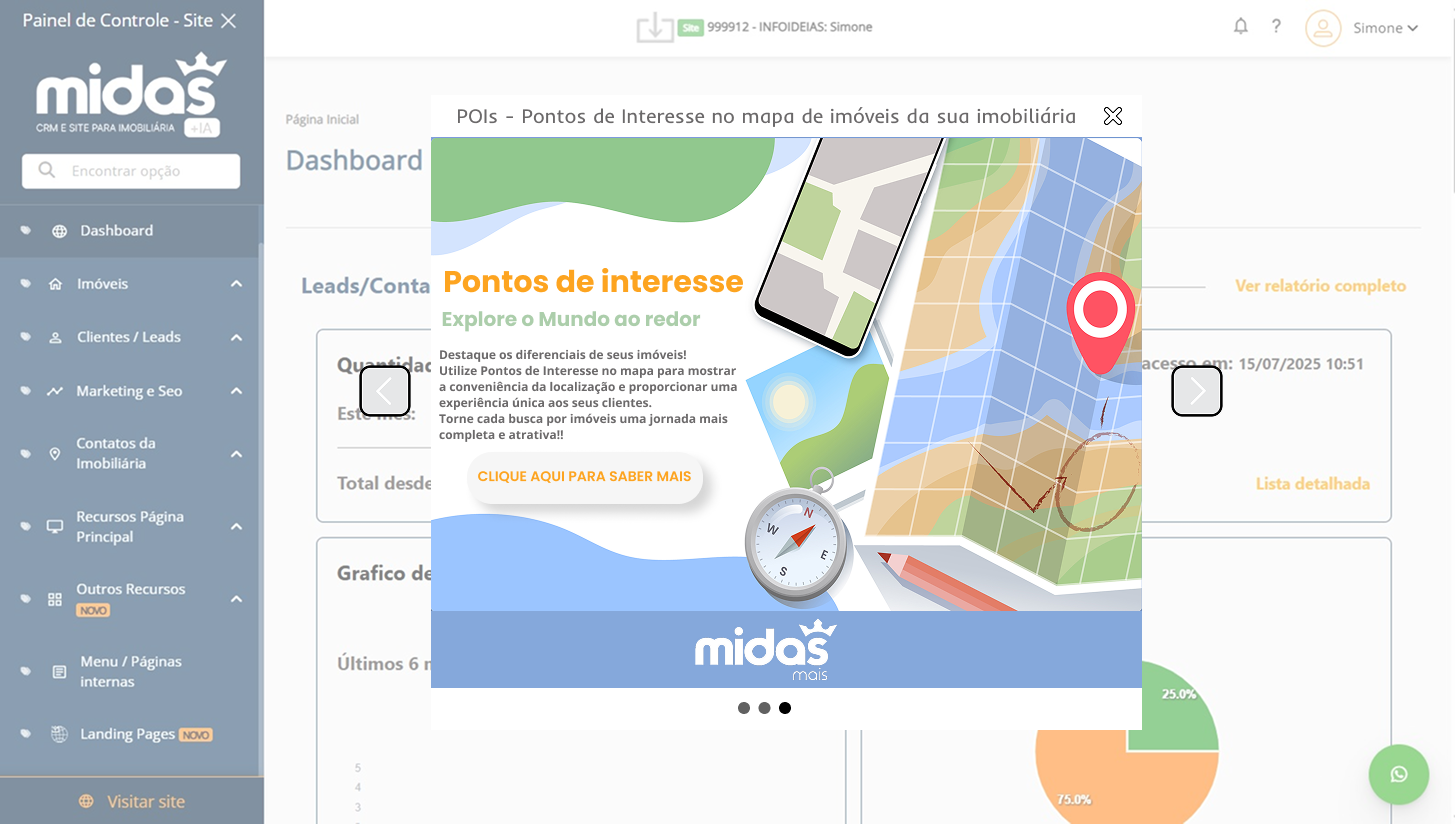 Painel de Controle - Site
midas
CRM E SITE PARA IMOBILIÁRIA +IA
Encontrar opção
Dashboard
Imóveis
Clientes / Leads
Marketing e Seo
Contatos da
Imobiliária
Recursos Página
Principal
Outros Recursos
NOVO
Menu / Páginas
internas
Landing Pages NOVO
Visitar site
Site 999912 - INFOIDEIAS: Simone
? Simone
Página Inicial
Dashboard
Leads/Conta
Ver relatório completo
Quantidad
acesso em: 15/07/2025 10:51
Este mês:
Total desde
Lista detalhada
Grafico de
Últimos 6 m
5
4
3
25.0%
75.0%
POIs - Pontos de Interesse no mapa de imóveis da sua imobiliária
Pontos de interesse
Explore o Mundo ao redor
Destaque os diferenciais de seus imóveis!
Utilize Pontos de Interesse no mapa para mostrar
a conveniência da localização e proporcionar uma
experiência única aos seus clientes.
Torne cada busca por imóveis uma jornada mais
completa e atrativa!!
CLIQUE AQUI PARA SABER MAIS
N
W
E
S
midas
mais